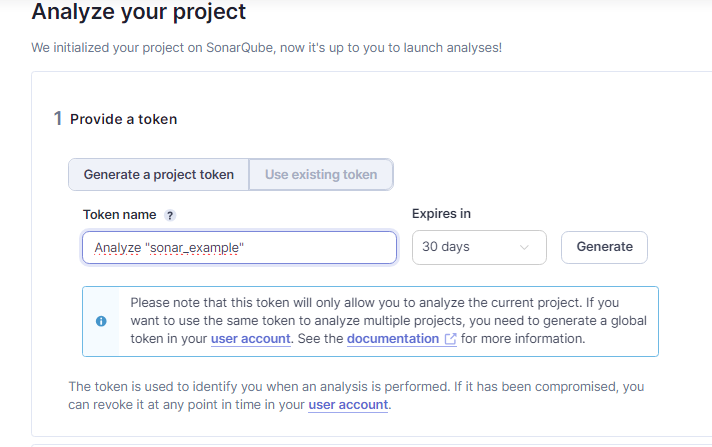 Analyze your project
We initialized your project on SonarQube, now it's up to you to launch analyses!
1 Provide a token
Generate a project token Use existing token
Token name ? Expires in
Analyze "sonar_example" 30 days Generate
Please note that this token will only allow you to analyze the current project. If you
want to use the same token to analyze multiple projects, you need to generate a global
token in your user account. See the documentation for more information.
The token is used to identify you when an analysis is performed. If it has been compromised, you
can revoke it at any point in time in your user account.